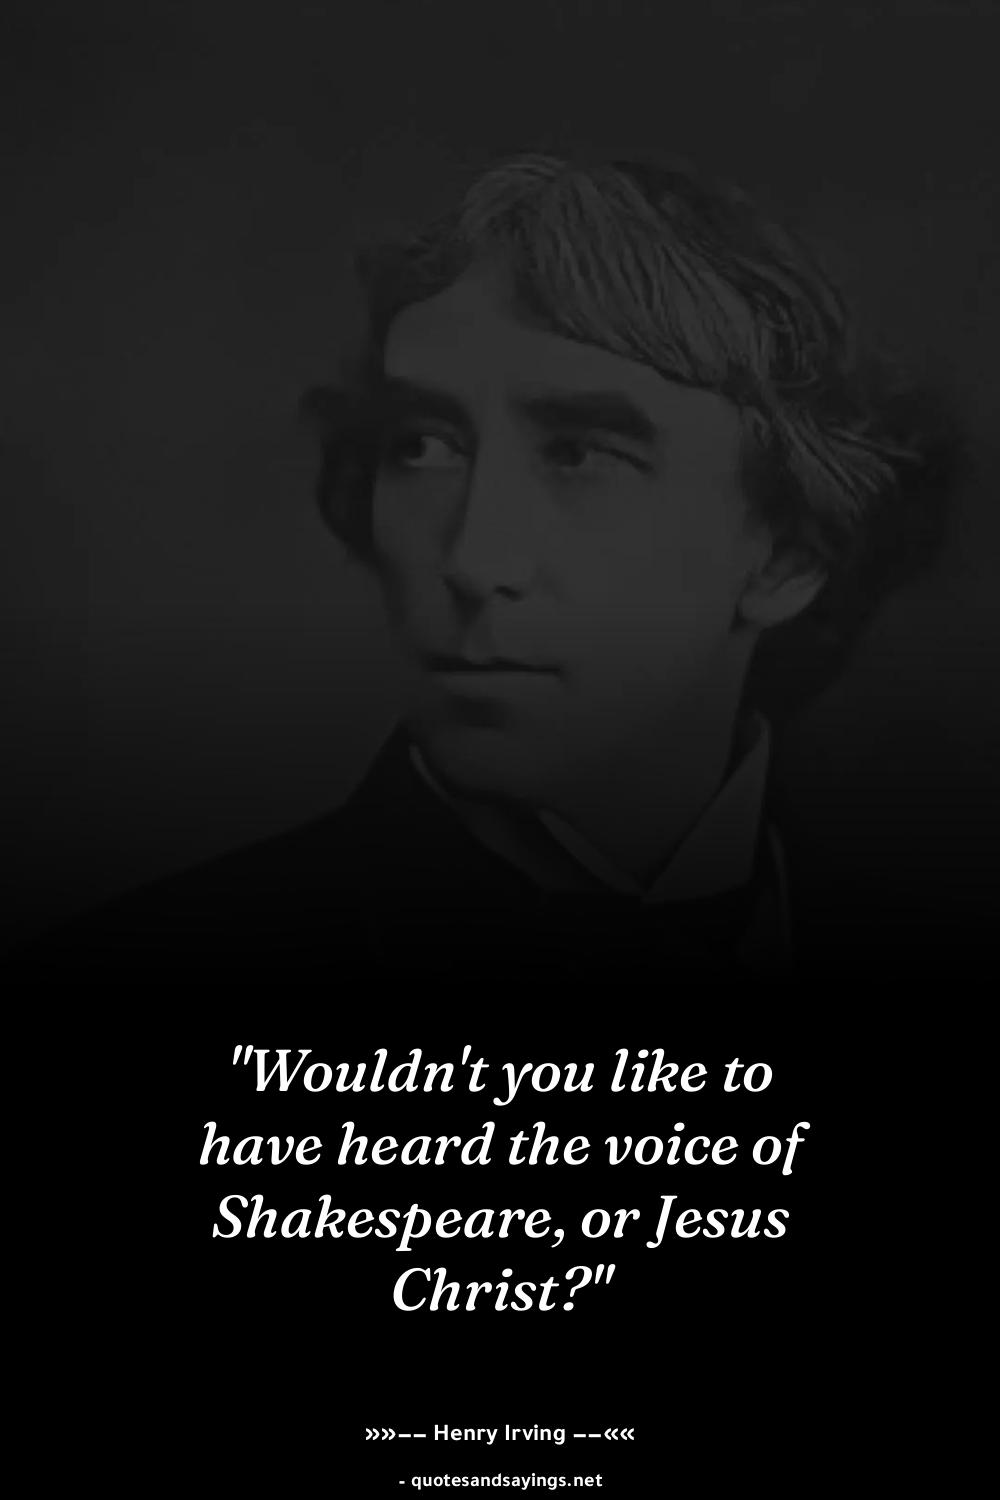 "Wouldn't you like to
have heard the voice of
Shakespeare, or Jesus
Christ?"
»»–– Henry Irving ––««
- quotesandsayings.net